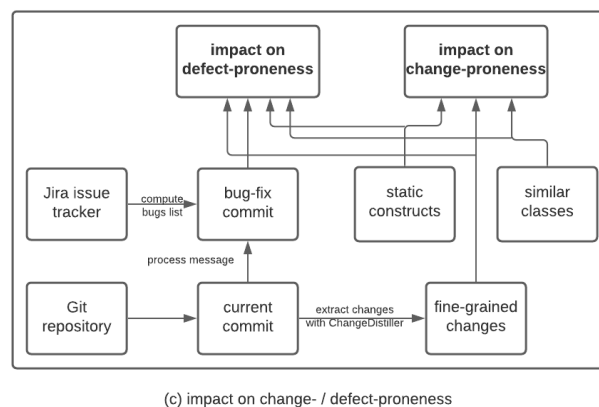 impact on
defect-proneness
impact on
change-proneness
Jira issue
tracker
compute
bugs list
bug-fix
commit
static
constructs
similar
classes
process message
Git
repository
current
commit
extract changes
with ChangeDistiller
fine-grained
changes
(c) impact on change- / defect-proneness